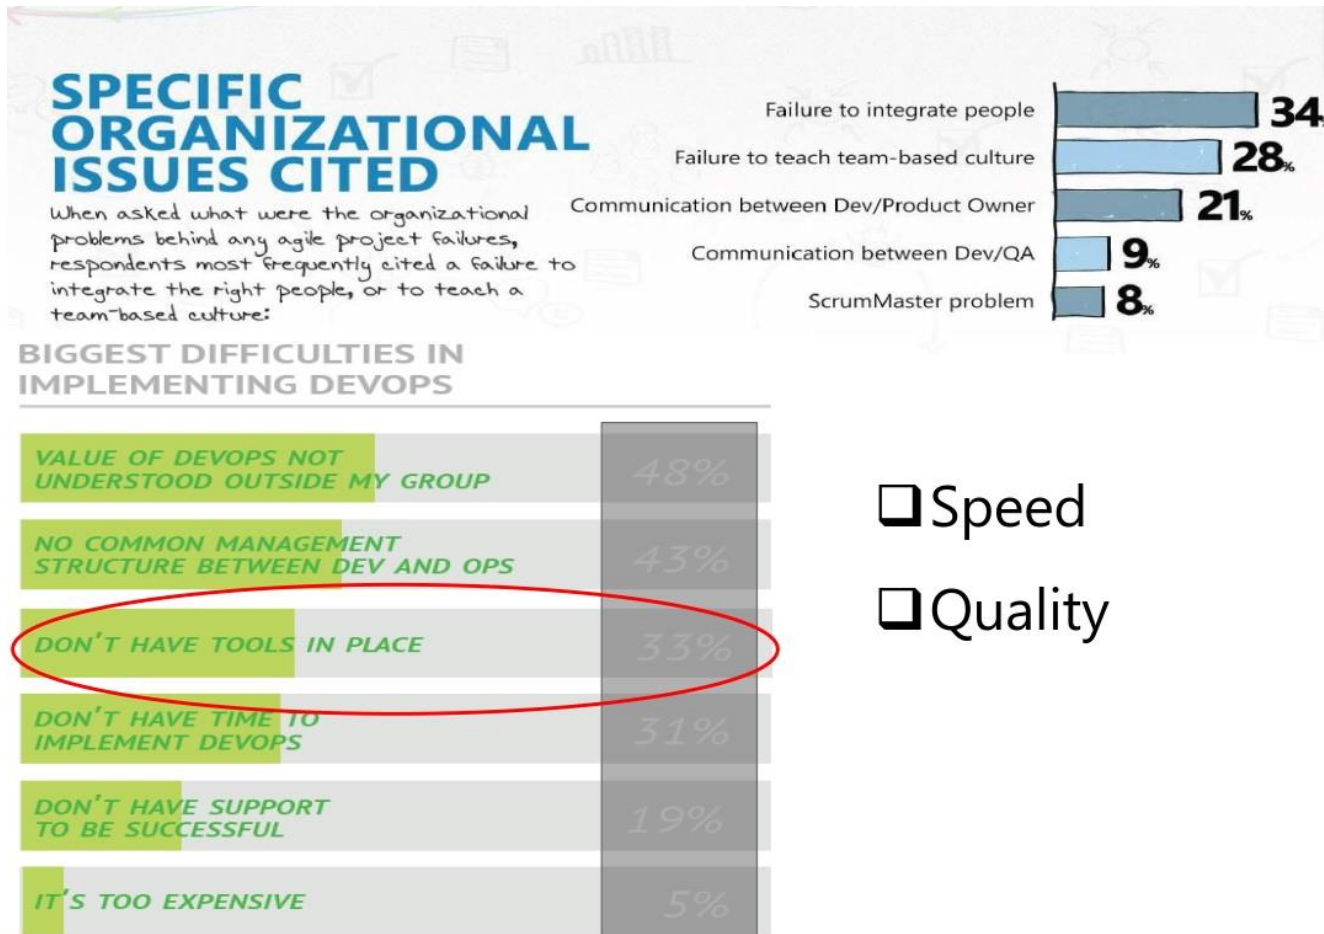 SPECIFIC
ORGANIZATIONAL
ISSUES CITED
When asked what were the organizational
problems behind any agile project failures,
respondents most frequently cited a failure to
integrate the right people, or to teach a
team-based culture:
Failure to integrate people 34%
Failure to teach team-based culture 28%
Communication between Dev/Product Owner 21%
Communication between Dev/QA 9%
ScrumMaster problem 8%
BIGGEST DIFFICULTIES IN
IMPLEMENTING DEVOPS
VALUE OF DEVOPS NOT
UNDERSTOOD OUTSIDE MY GROUP 48%
NO COMMON MANAGEMENT
STRUCTURE BETWEEN DEV AND OPS 43%
DON'T HAVE TOOLS IN PLACE 33%
DON'T HAVE TIME TO
IMPLEMENT DEVOPS 31%
DON'T HAVE SUPPORT
TO BE SUCCESSFUL 19%
IT'S TOO EXPENSIVE 5%
❑Speed
❑Quality